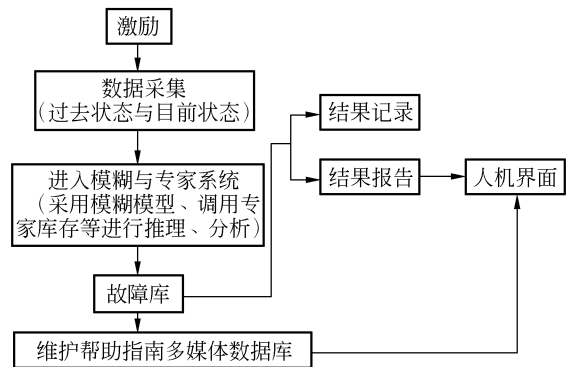 激励
数据采集
（过去状态与目前状态）
进入模糊与专家系统
（采用模糊模型、调用专
家库存等进行推理、分析）
故障库
维护帮助指南多媒体数据库
结果记录
结果报告
人机界面